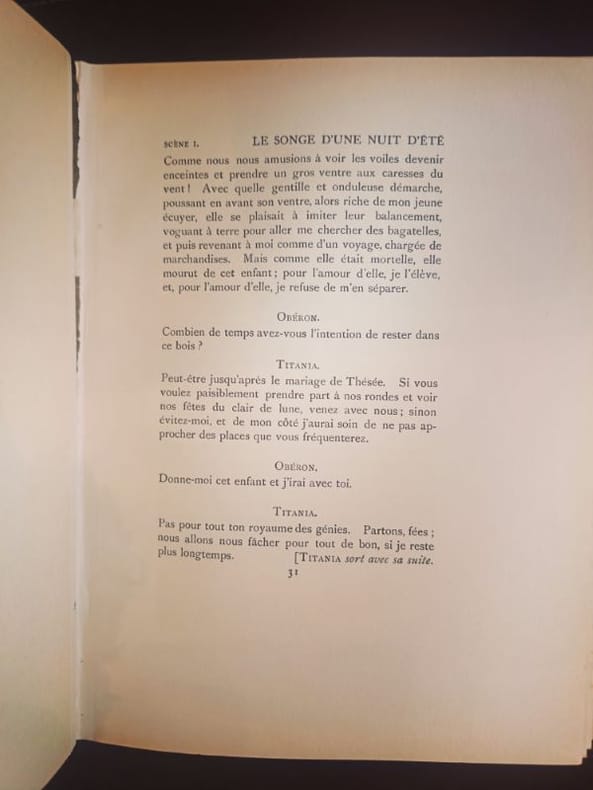 SCÈNE I. LE SONGE D'UNE NUIT D'ÉTÉ
Comme nous nous amusions à voir les voiles devenir
enceintes et prendre un gros ventre aux caresses du
vent! Avec quelle gentille et onduleuse démarche,
poussant en avant son ventre, alors riche de mon jeune
écuyer, elle se plaisait à imiter leur balancement,
voguant à terre pour aller me chercher des bagatelles,
et puis revenant à moi comme d'un voyage, chargée de
marchandises. Mais comme elle était mortelle, elle
mourut de cet enfant; pour l'amour d'elle, je l'élève,
et, pour l'amour d'elle, je refuse de m'en séparer.
OBÉRON.
Combien de temps avez-vous l'intention de rester dans
ce bois?
TITANIA.
Peut-étre jusqu'après le mariage de Thésée. Si vous
voulez paisiblement prendre part à nos rondes et voir
nos fêtes du clair de lune, venez avec nous; sinon
évitez-moi, et de mon côté j'aurai soin de ne pas ap-
procher des places que vous fréquenterez.
OBÉRON.
Donne-moi cet enfant et j'irai avec toi.
TITANIA.
Pas pour tout ton royaume des génies. Partons, fées;
nous allons nous fâcher pour tout de bon, si je reste
plus longtemps. [TITANIA sort avec sa suite.
31